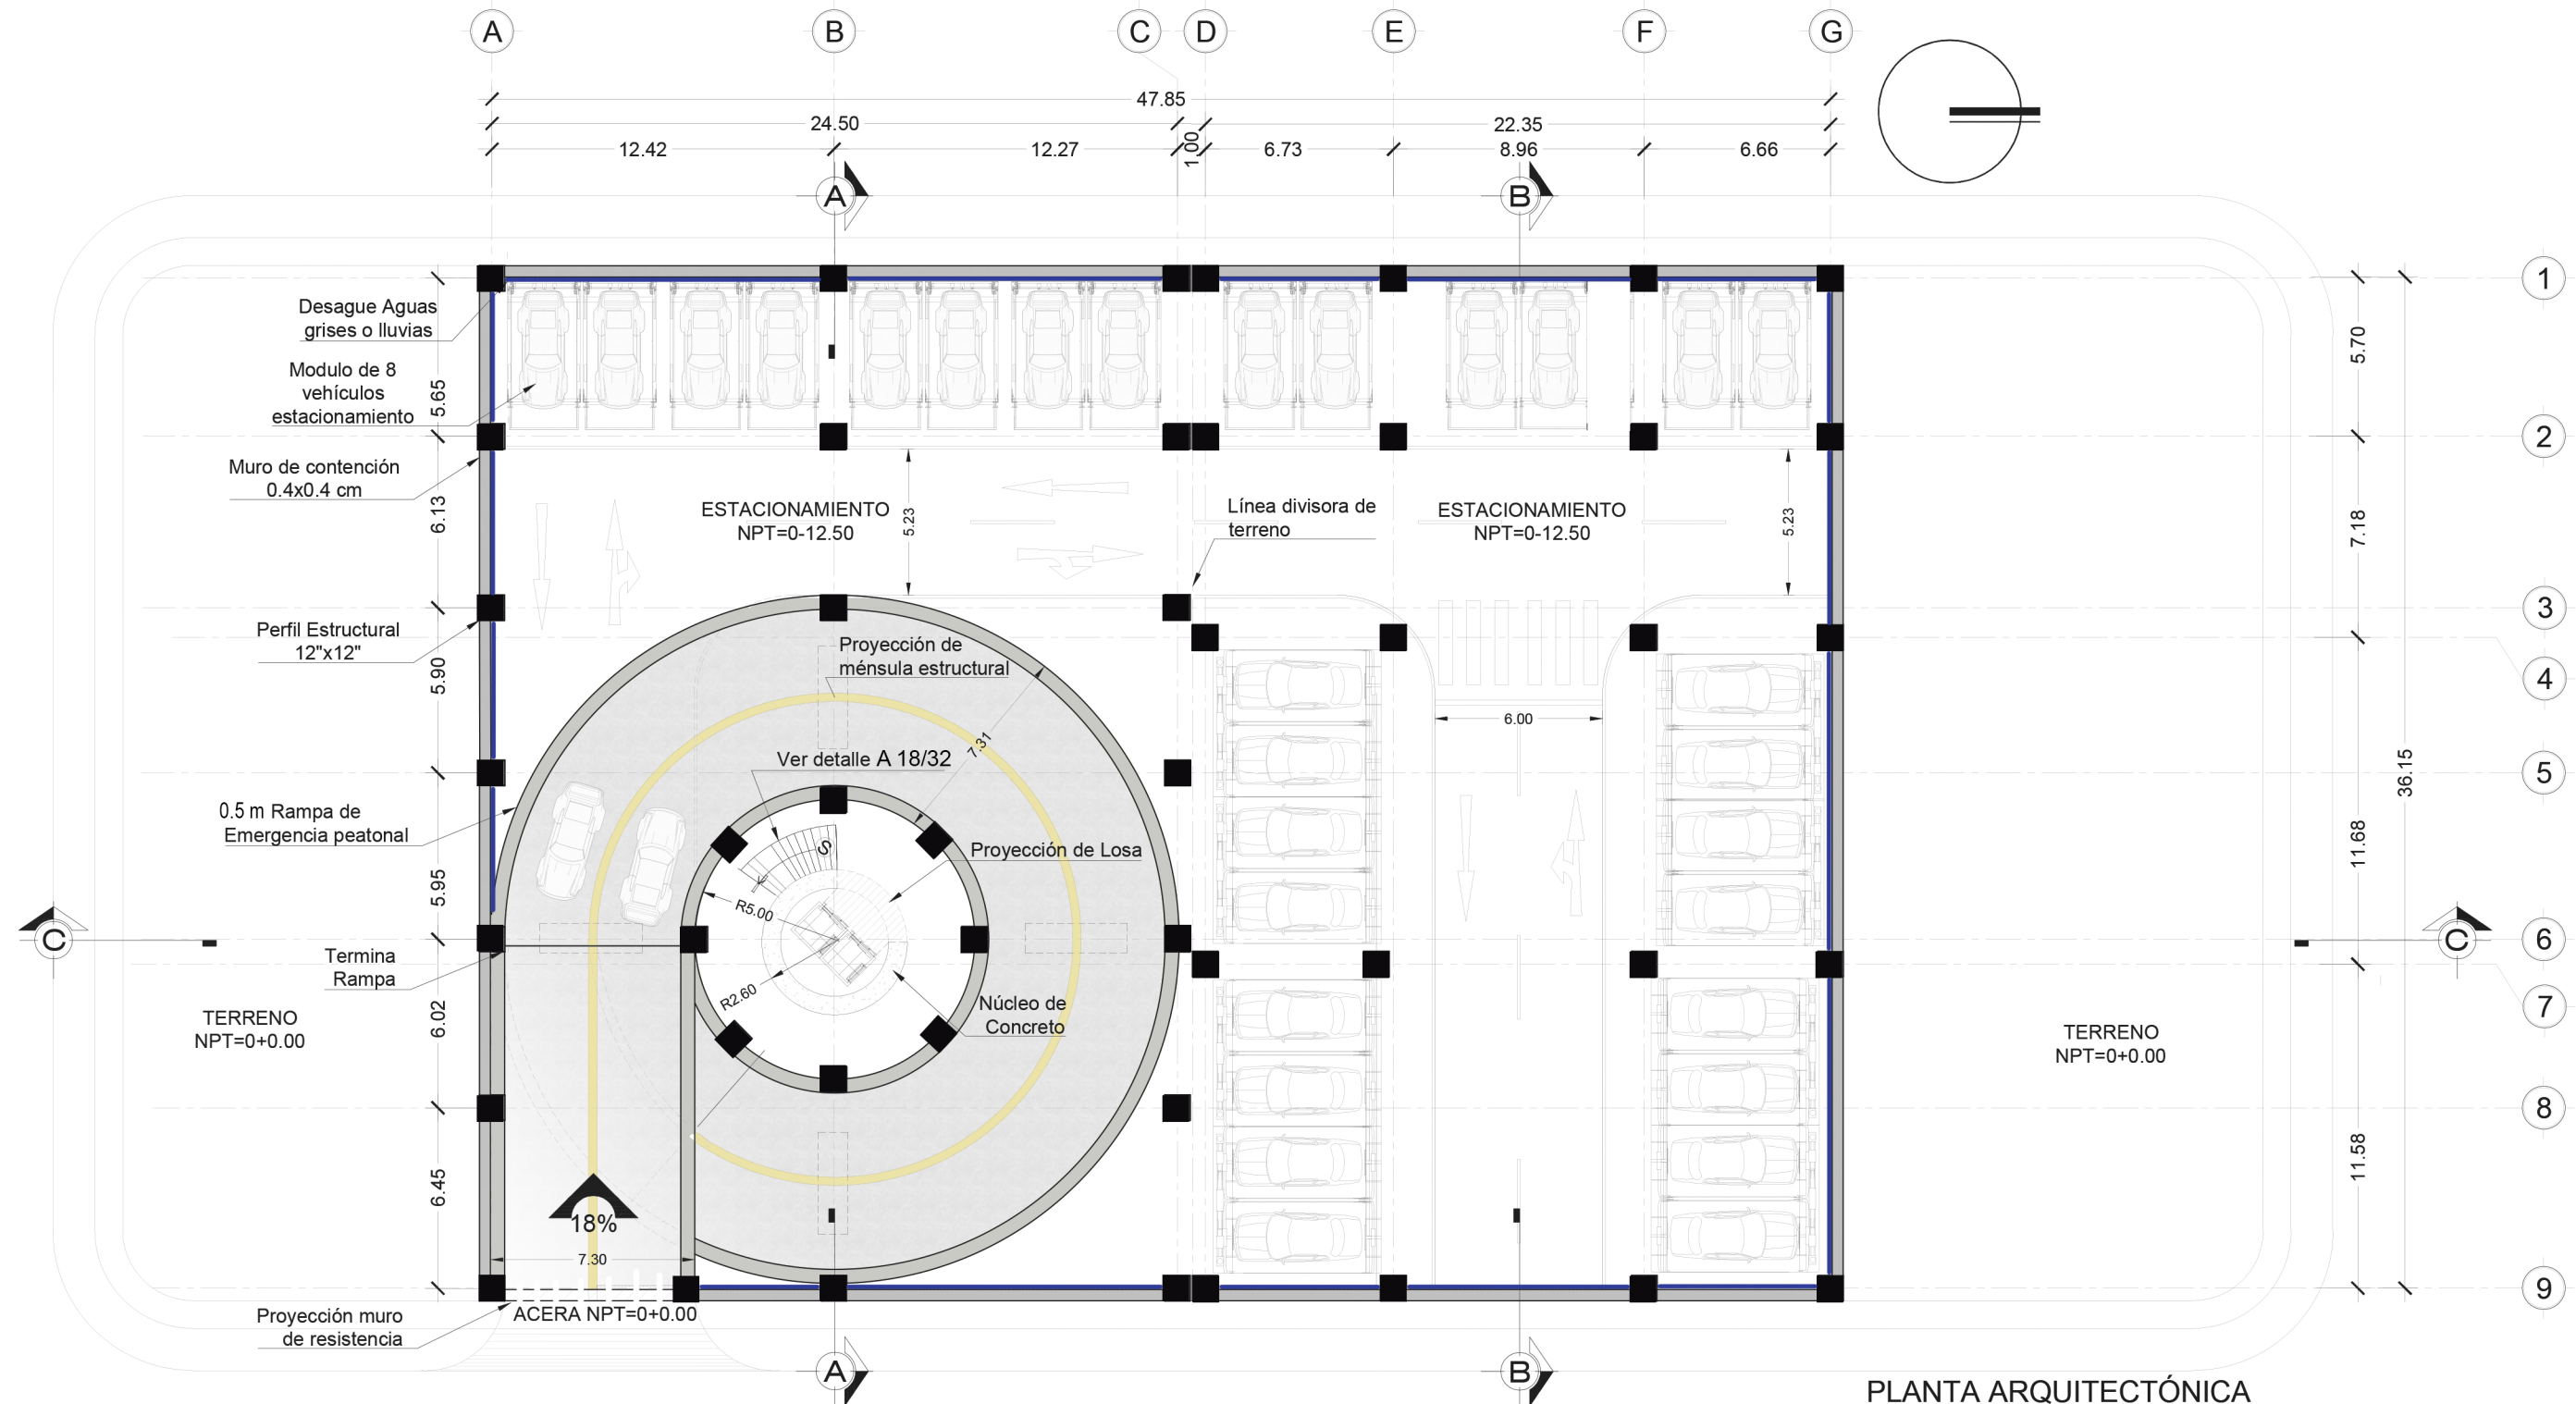 A B C D E F G
47.85
24.50 22.35
12.42 12.27 1.00 6.73 8.96 6.66
A B
1
Desague Aguas
grises o lluvias
Modulo de 8
vehículos
estacionamiento
5.65
5.70
2
Muro de contención
0.4x0.4 cm
6.13
ESTACIONAMIENTO
NPT=0-12.50
5.23
Línea divisora de
terreno
ESTACIONAMIENTO
NPT=0-12.50
5.23
7.18
3
Perfil Estructural
12"x12"
5.90
Proyección de
ménsula estructural
4
7.31
6.00
Ver detalle A 18/32
5
36.15
0.5 m Rampa de
Emergencia peatonal
S
Proyección de Losa
11.68
5.95
R5.00
C
C
6
Termina
Rampa
R2.60
Núcleo de
Concreto
7
TERRENO
NPT=0+0.00
6.02
TERRENO
NPT=0+0.00
8
6.45
11.58
18%
7.30
9
ACERA NPT=0+0.00
Proyección muro
de resistencia
A B
PLANTA ARQUITECTÓNICA